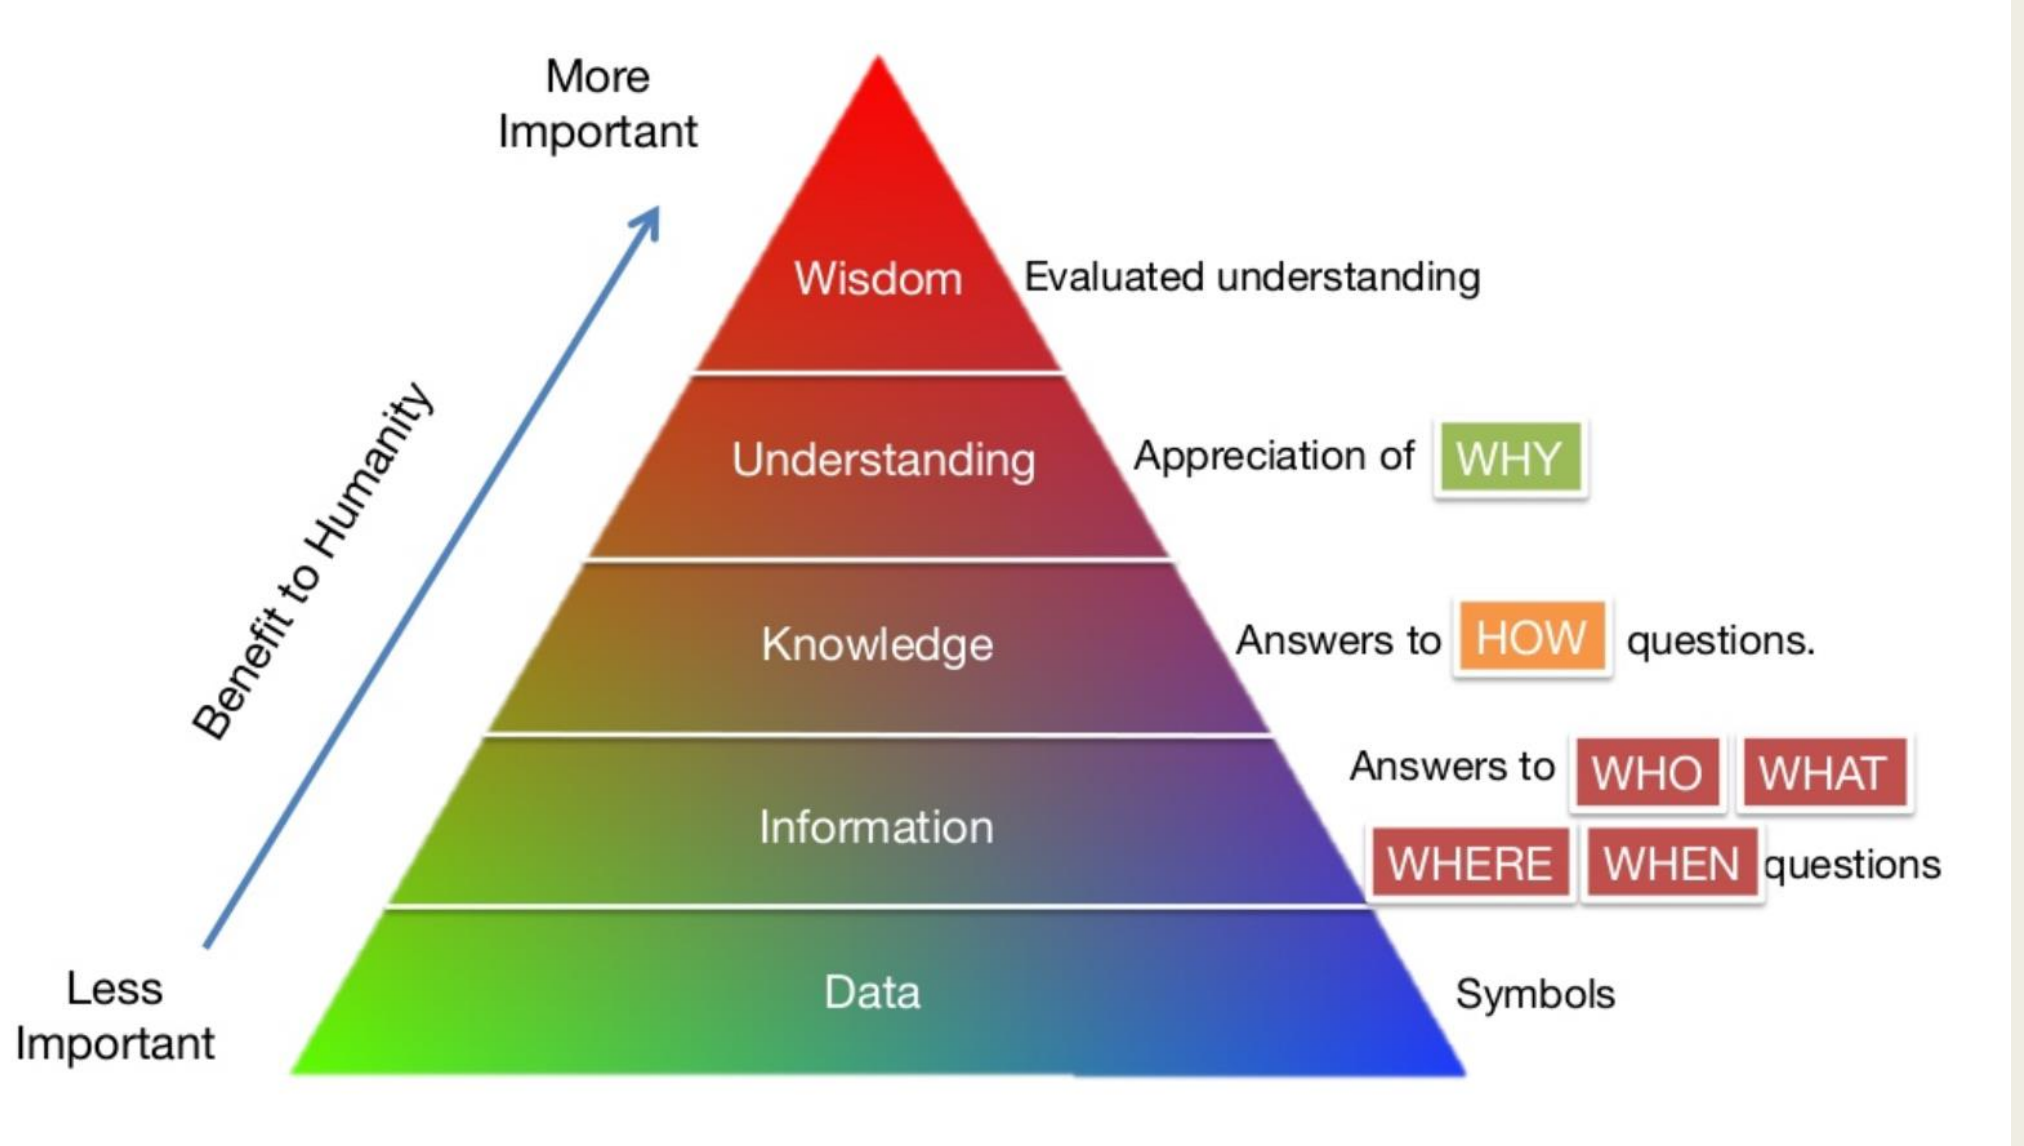 More
Important
Wisdom
Evaluated understanding
Benefit to Humanity
Understanding
Appreciation of WHY
Knowledge
Answers to HOW questions.
Information
Answers to WHO WHAT
WHERE WHEN questions
Data
Symbols
Less
Important